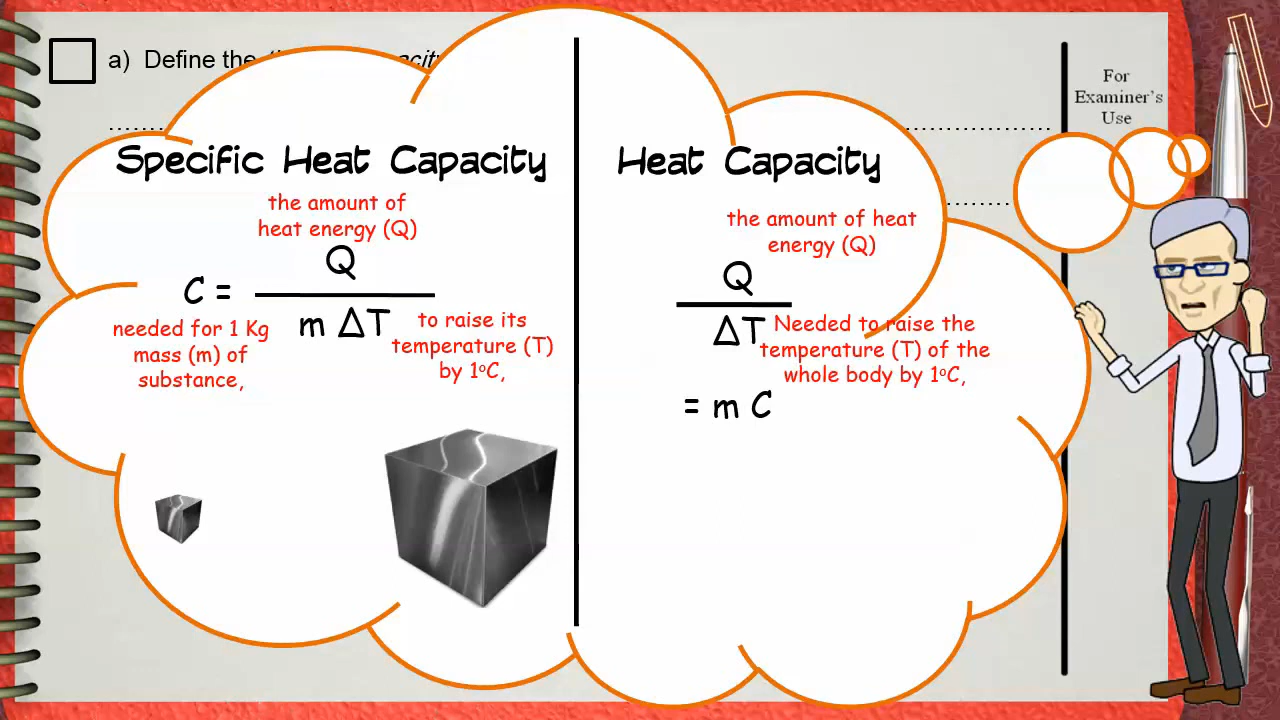 a) Define the
For
Examiner's
Use
Specific Heat Capacity
the amount of
heat energy (Q)
Q
C =
m ΔT
needed for 1 Kg
mass (m) of
substance,
to raise its
temperature (T)
by 1°C,
Heat Capacity
the amount of heat
energy (Q)
Q
ΔT
Needed to raise the
temperature (T) of the
whole body by 1°C,
= m C